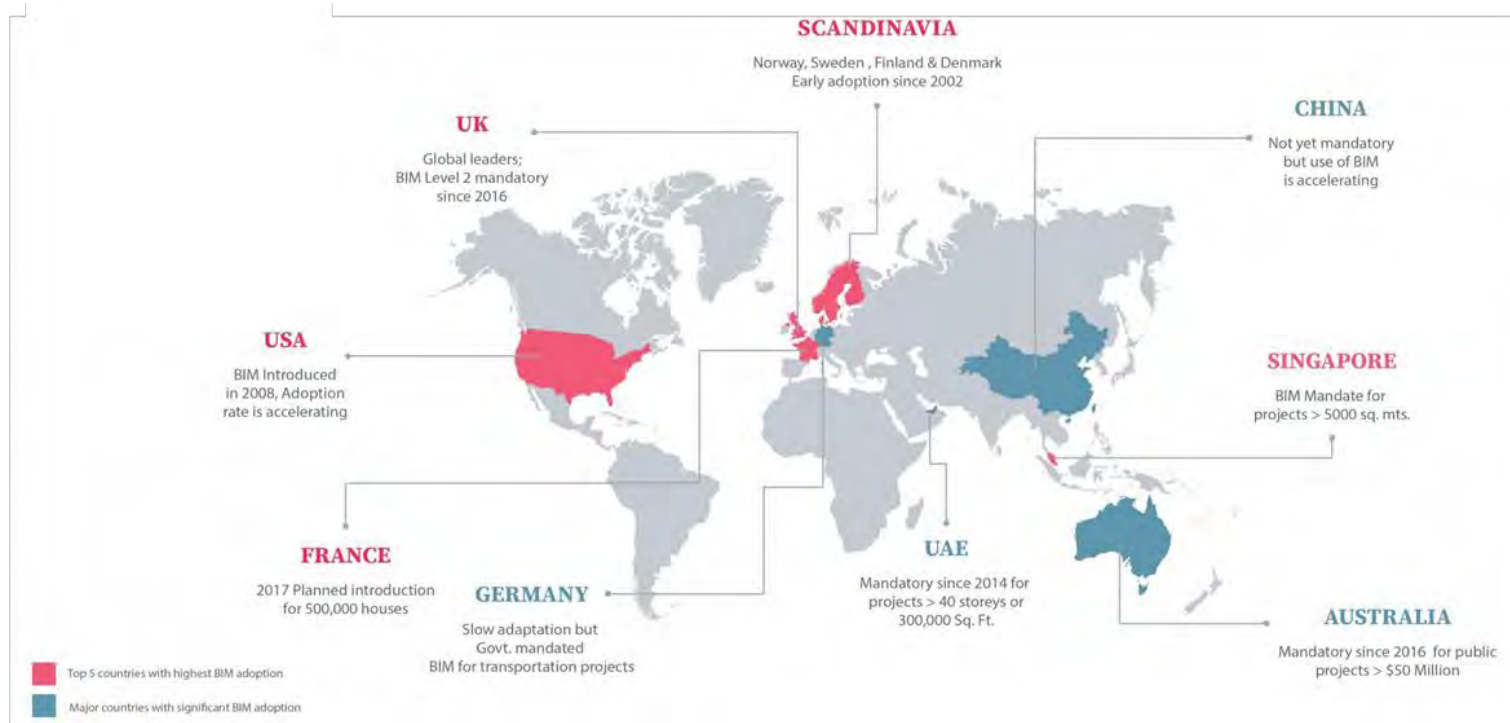 SCANDINAVIA
Norway, Sweden , Finland & Denmark
Early adoption since 2002
UK
Global leaders;
BIM Level 2 mandatory
since 2016
CHINA
Not yet mandatory
but use of BIM
is accelerating
USA
BIM Introduced
in 2008, Adoption
rate is accelerating
SINGAPORE
BIM Mandate for
projects > 5000 sq. mts.
FRANCE
2017 Planned introduction
for 500,000 houses
GERMANY
Slow adaptation but
Govt. mandated
BIM for transportation projects
UAE
Mandatory since 2014 for
projects > 40 storeys or
300,000 Sq. Ft.
AUSTRALIA
Mandatory since 2016 for public
projects > $50 Million
Top 5 countries with highest BIM adoption
Major countries with significant BIM adoption